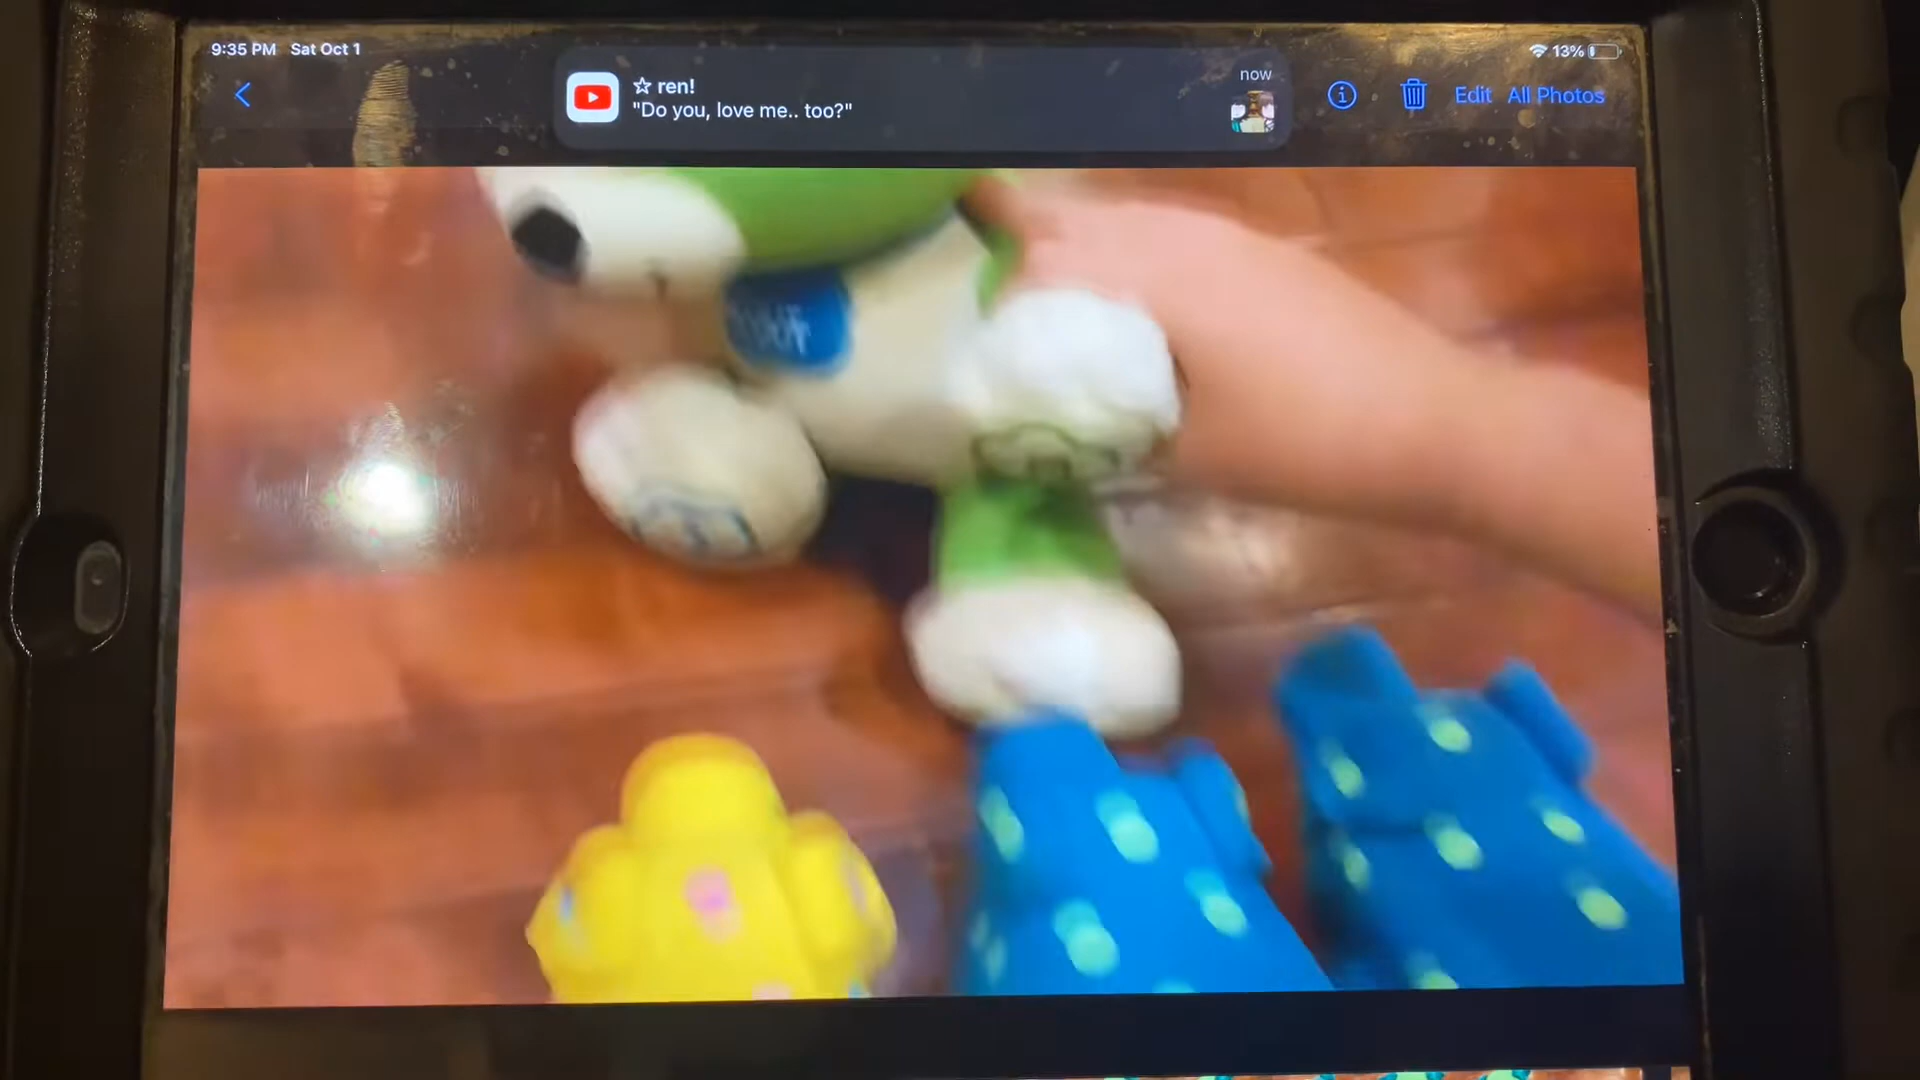 9:35 PM Sat Oct 1
13%
☆ ren!
now
"Do you, love me.. too?"
Edit All Photos